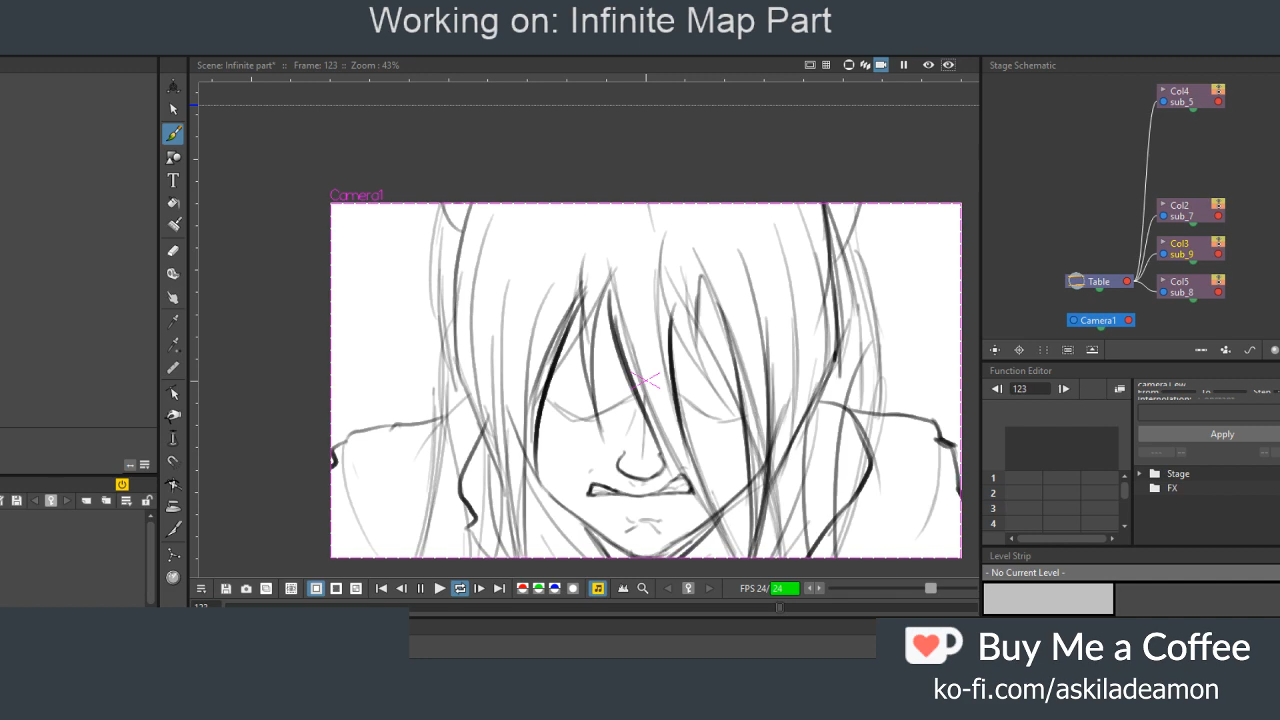 Working on: Infinite Map Part
Scene: Infinite part* :: Frame: 123 :: Zoom : 43%
Stage Schematic
Camera1
Col4
sub_5
Col2
sub_7
Col3
sub_9
Table
Col5
sub_8
Camera1
Function Editor
123
Apply
1
2
3
4
Stage
FX
Level Strip
- No Current Level -
FPS 24/ 24
Buy Me a Coffee
ko-fi.com/askiladeamon